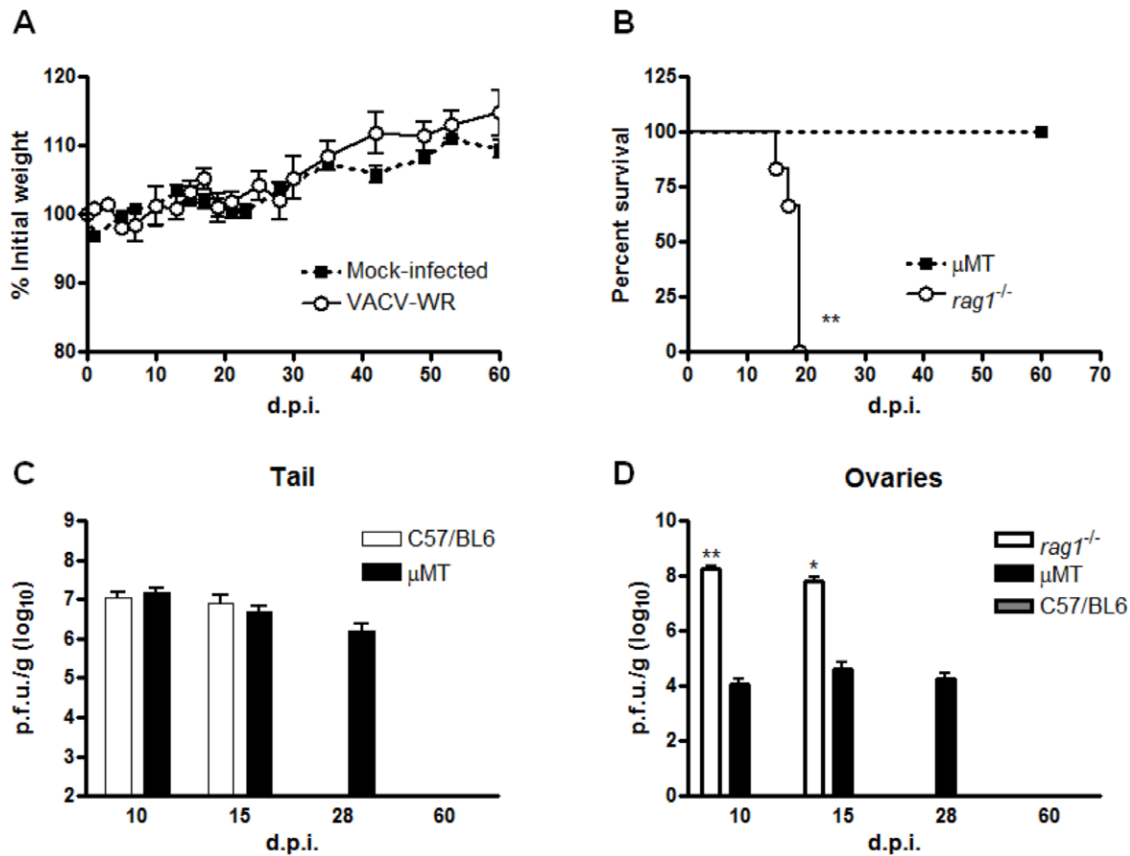 A
% Initial weight
120
110
100
90
80
Mock-infected
VACV-WR
0 10 20 30 40 50 60
d.p.i.
B
Percent survival
125
100
75
50
25
0
µMT
rag1-/-
**
0 10 20 30 40 50 60 70
d.p.i.
C
Tail
p.f.u./g (log10)
9
8
7
6
5
4
3
2
C57/BL6
µMT
10 15 28 60
d.p.i.
D
Ovaries
p.f.u./g (log10)
10
8
6
4
2
0
**
*
rag1-/-
µMT
C57/BL6
10 15 28 60
d.p.i.